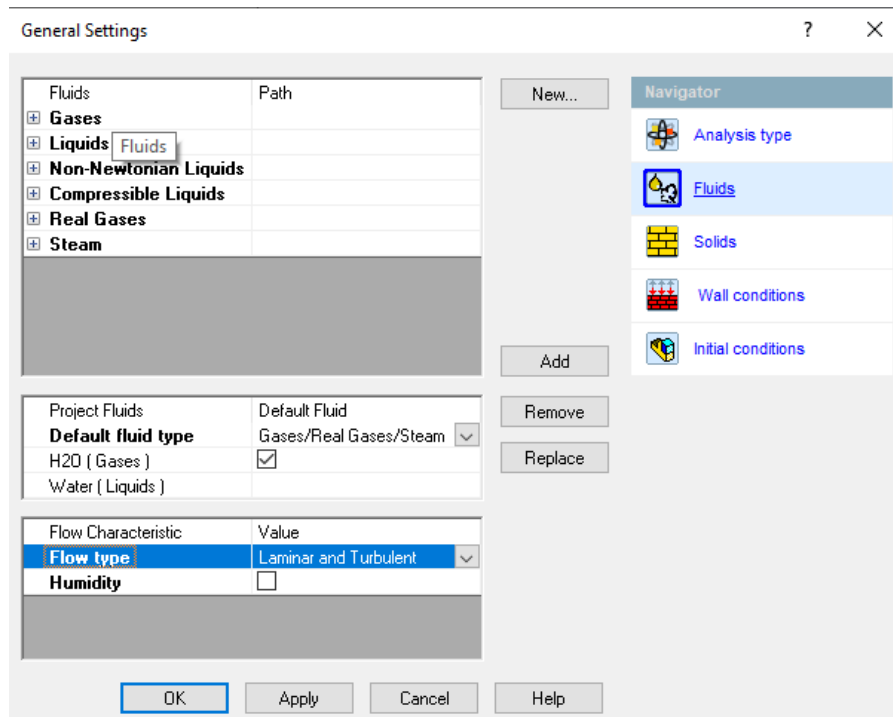 General Settings
?
Fluids Path
Gases
Liquids
Fluids
Non-Newtonian Liquids
Compressible Liquids
Real Gases
Steam
New...
Add
Navigator
Analysis type
Fluids
Solids
Wall conditions
Initial conditions
Project Fluids Default Fluid
Default fluid type Gases/Real Gases/Steam
H2O ( Gases )
Water ( Liquids )
Remove
Replace
Flow Characteristic Value
Flow type Laminar and Turbulent
Humidity
OK Apply Cancel Help